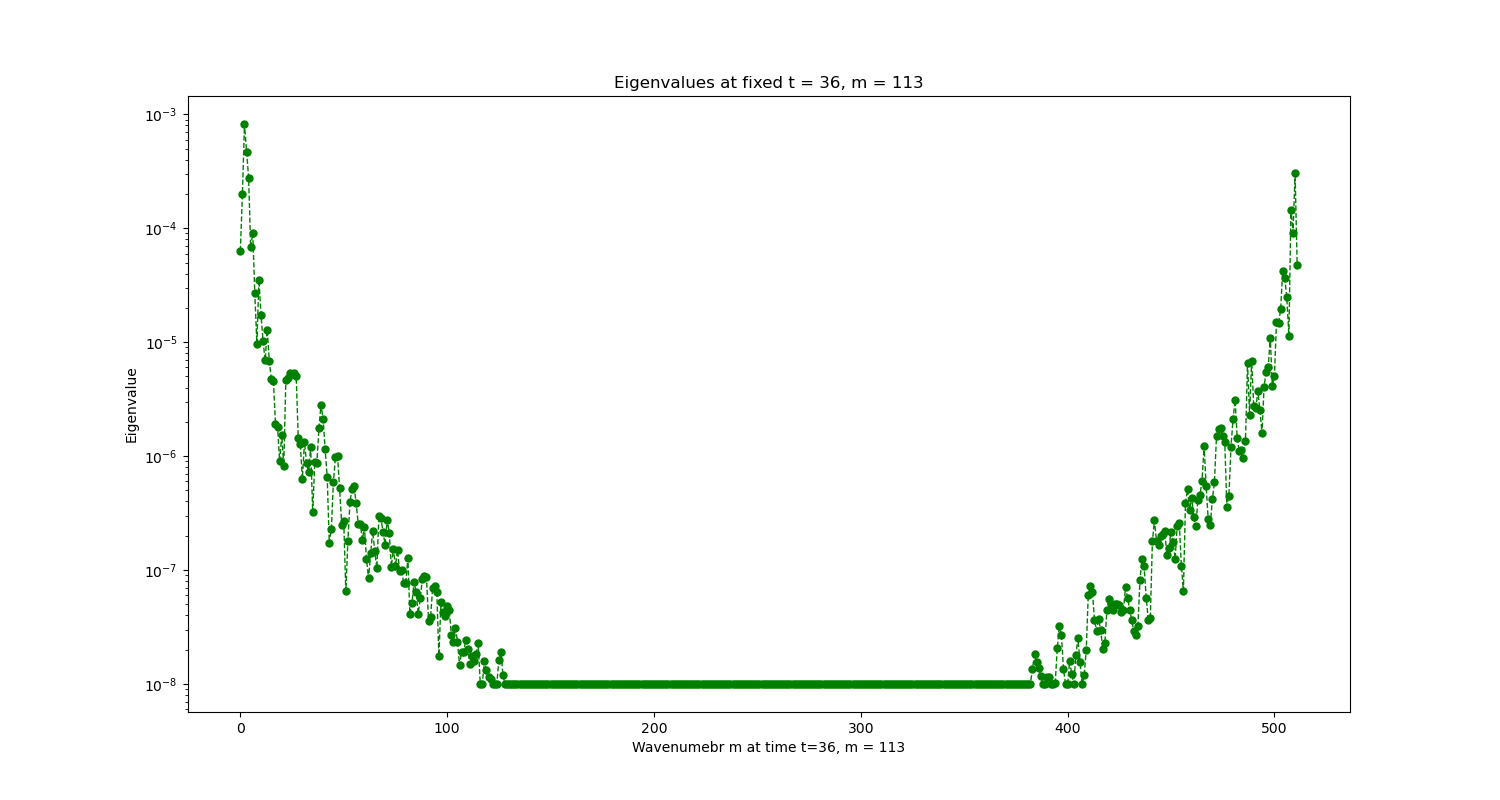 Eigenvalues at fixed t = 36, m = 113
Eigenvalue
10⁻³
10⁻⁴
10⁻⁵
10⁻⁶
10⁻⁷
10⁻⁸
0 100 200 300 400 500
Wavenumebr m at time t=36, m = 113